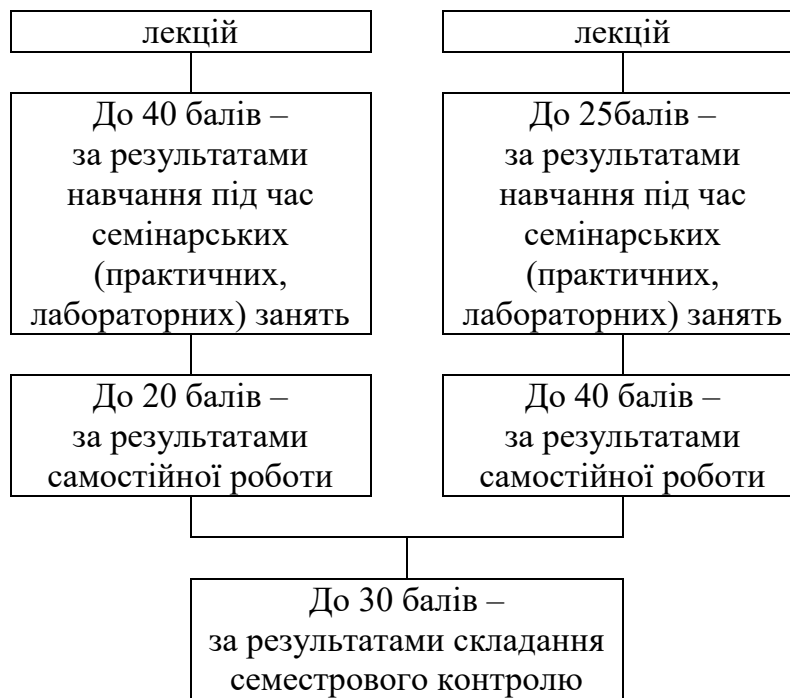 лекцій
До 40 балів –
за результатами
навчання під час
семінарських
(практичних,
лабораторних) занять
До 20 балів –
за результатами
самостійної роботи
лекцій
До 25балів –
за результатами
навчання під час
семінарських
(практичних,
лабораторних) занять
До 40 балів –
за результатами
самостійної роботи
До 30 балів –
за результатами складання
семестрового контролю